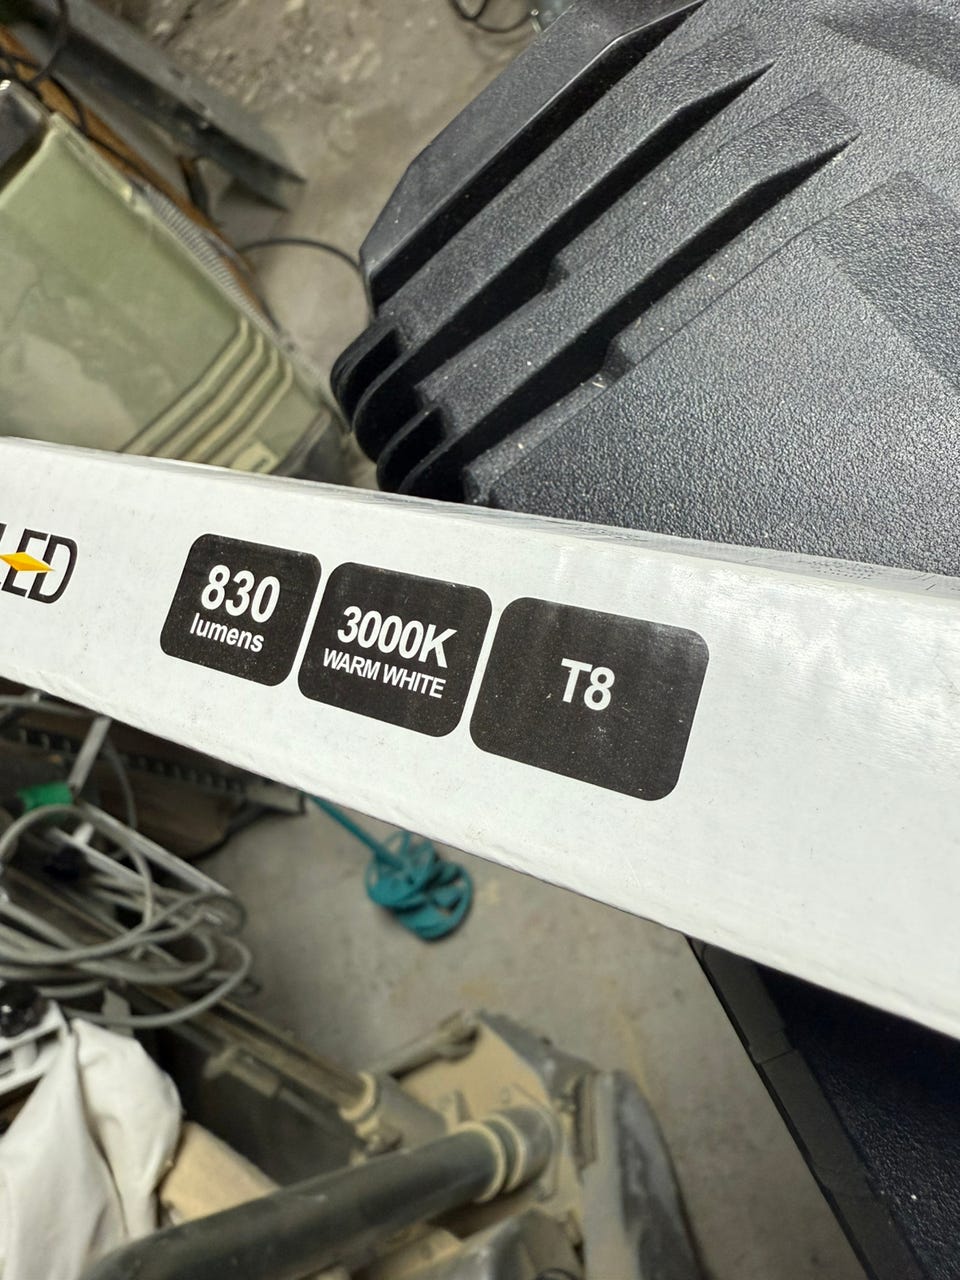 LED
830
lumens
3000K
WARM WHITE
T8